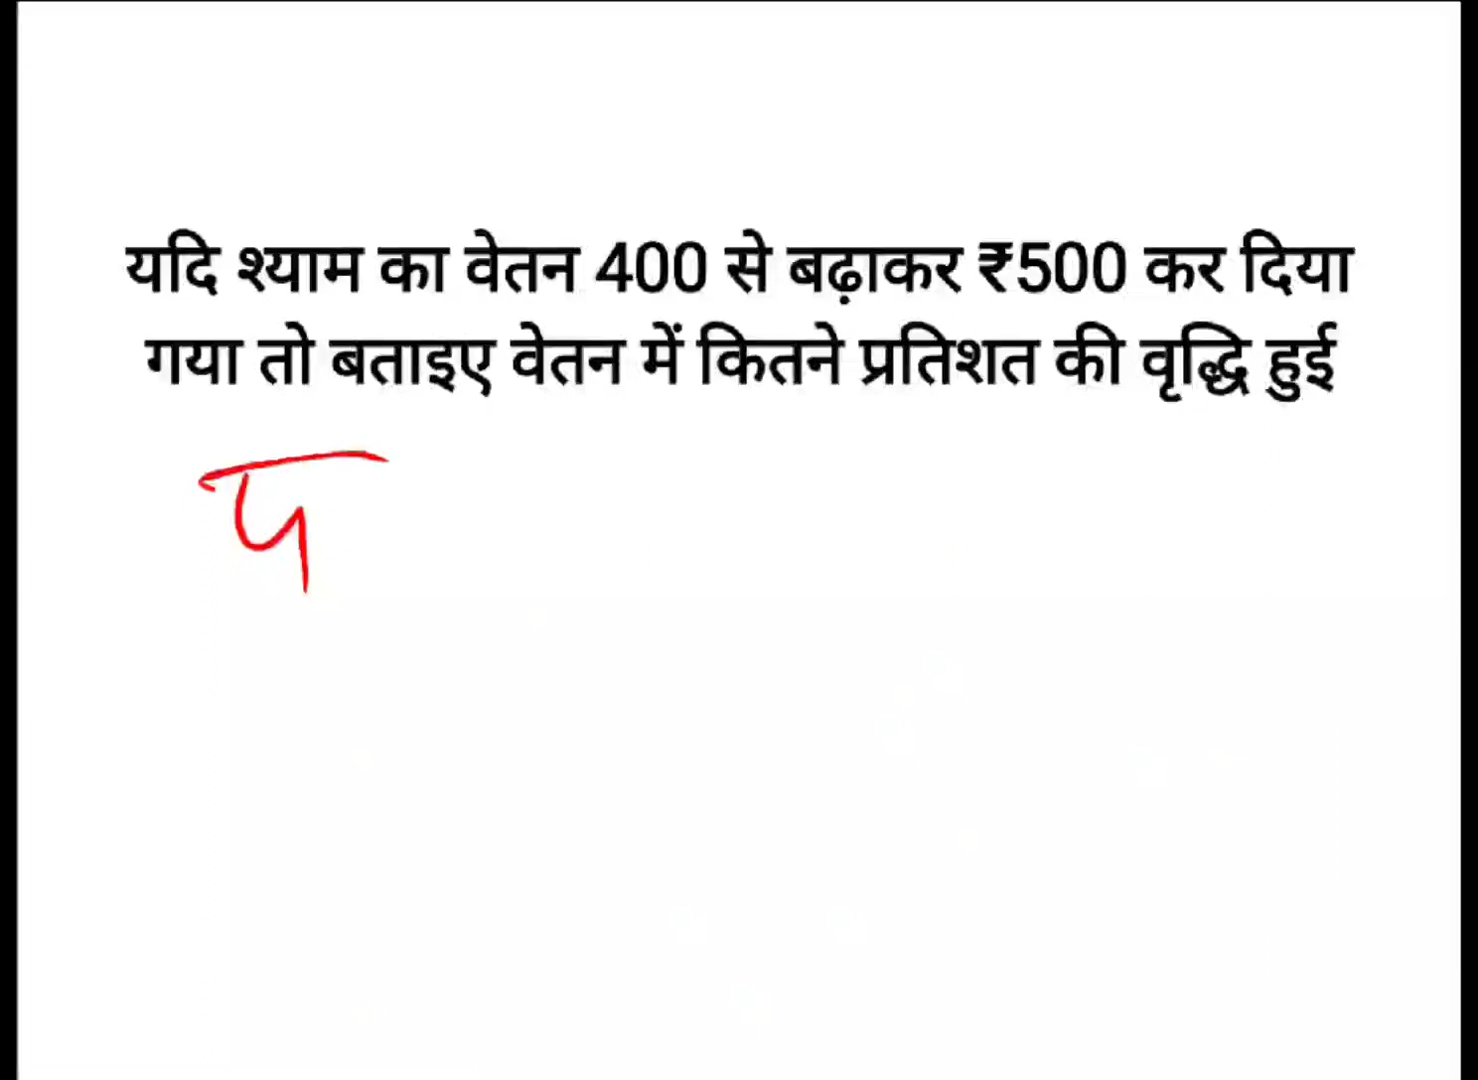 यदि श्याम का वेतन 400 से बढ़ाकर ₹500 कर दिया
गया तो बताइए वेतन में कितने प्रतिशत की वृद्धि हुई
प